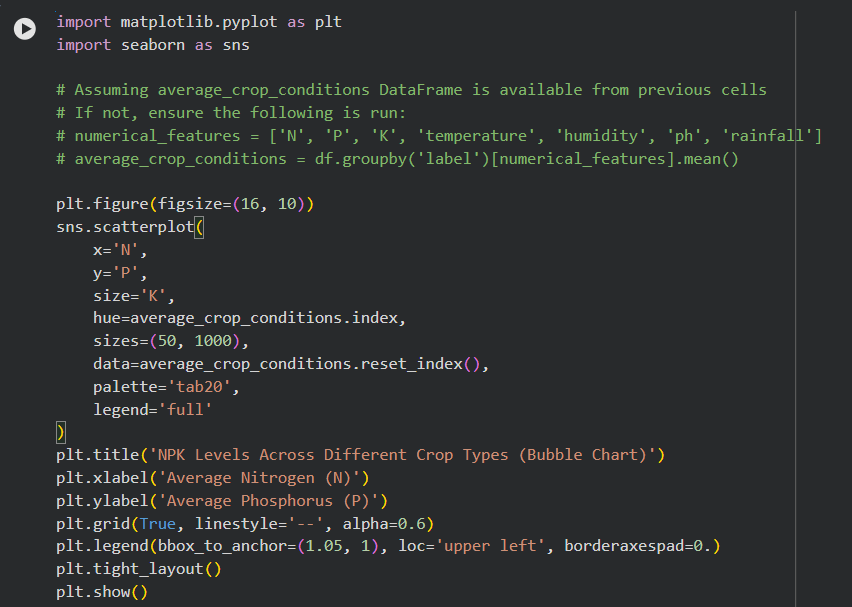 import matplotlib.pyplot as plt
import seaborn as sns

# Assuming average_crop_conditions DataFrame is available from previous cells
# If not, ensure the following is run:
# numerical_features = ['N', 'P', 'K', 'temperature', 'humidity', 'ph', 'rainfall']
# average_crop_conditions = df.groupby('label')[numerical_features].mean()

plt.figure(figsize=(16, 10))
sns.scatterplot(
    x='N',
    y='P',
    size='K',
    hue=average_crop_conditions.index,
    sizes=(50, 1000),
    data=average_crop_conditions.reset_index(),
    palette='tab20',
    legend='full'
)
plt.title('NPK Levels Across Different Crop Types (Bubble Chart)')
plt.xlabel('Average Nitrogen (N)')
plt.ylabel('Average Phosphorus (P)')
plt.grid(True, linestyle='--', alpha=0.6)
plt.legend(bbox_to_anchor=(1.05, 1), loc='upper left', borderaxespad=0.)
plt.tight_layout()
plt.show()